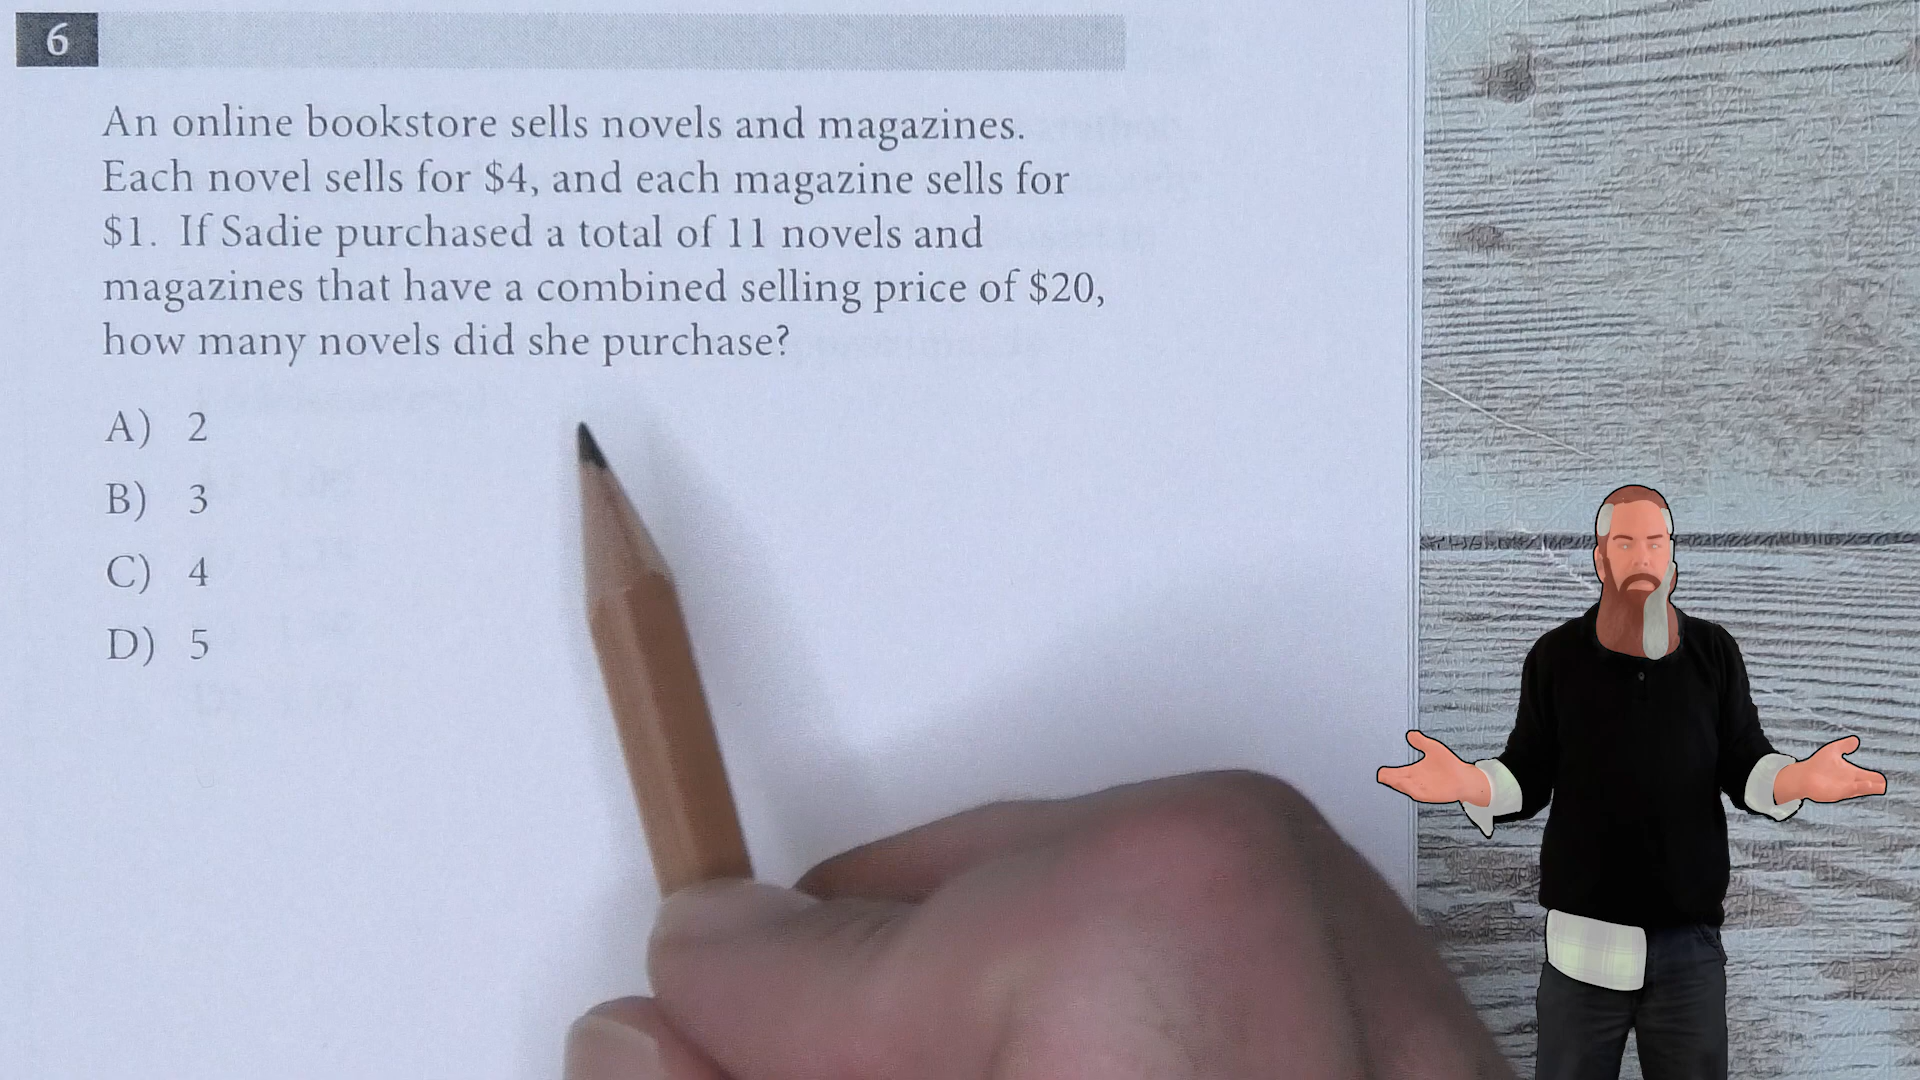 6
An online bookstore sells novels and magazines.
Each novel sells for $4, and each magazine sells for
$1. If Sadie purchased a total of 11 novels and
magazines that have a combined selling price of $20,
how many novels did she purchase?
A) 2
B) 3
C) 4
D) 5